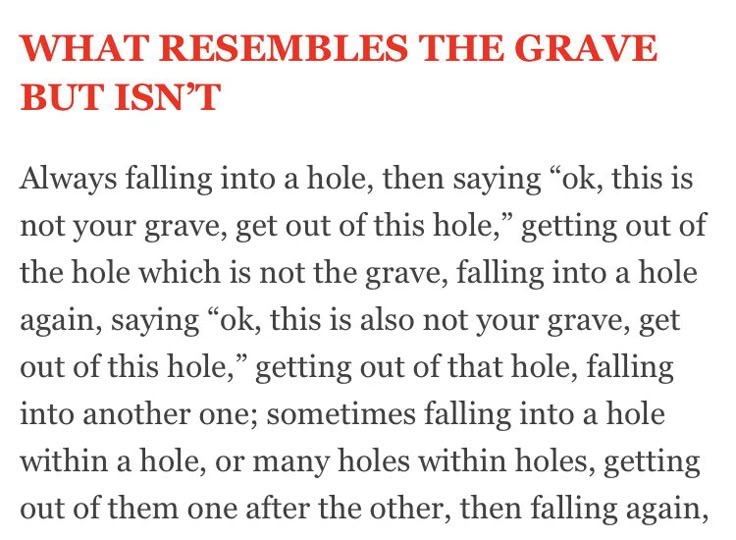 WHAT RESEMBLES THE GRAVE
BUT ISN’T
Always falling into a hole, then saying “ok, this is
not your grave, get out of this hole,” getting out of
the hole which is not the grave, falling into a hole
again, saying “ok, this is also not your grave, get
out of this hole,” getting out of that hole, falling
into another one; sometimes falling into a hole
within a hole, or many holes within holes, getting
out of them one after the other, then falling again,